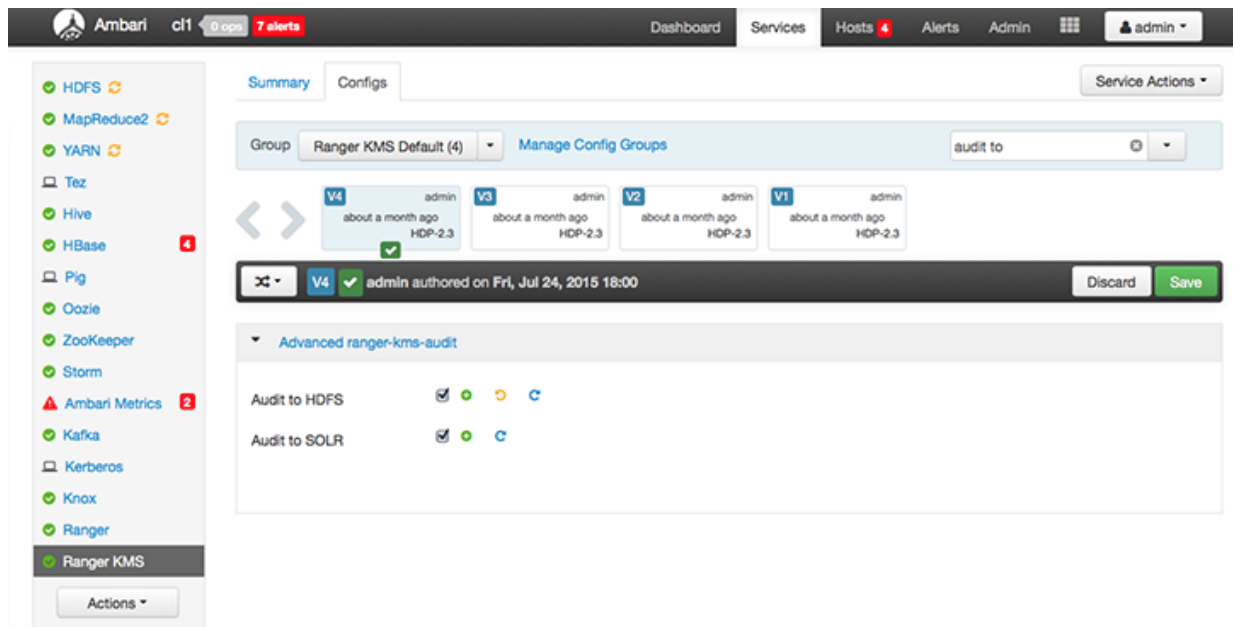 Ambari cl1 0 ops 7 alerts Dashboard Services Hosts 4 Alerts Admin admin
HDFS
MapReduce2
YARN
Tez
Hive
HBase 4
Pig
Oozie
ZooKeeper
Storm
Ambari Metrics 2
Kafka
Kerberos
Knox
Ranger
Ranger KMS
Actions
Summary Configs Service Actions
Group Ranger KMS Default (4) Manage Config Groups audit to
V4 admin
about a month ago
HDP-2.3
V3 admin
about a month ago
HDP-2.3
V2 admin
about a month ago
HDP-2.3
V1 admin
about a month ago
HDP-2.3
V4 admin authored on Fri, Jul 24, 2015 18:00 Discard Save
Advanced ranger-kms-audit
Audit to HDFS
Audit to SOLR